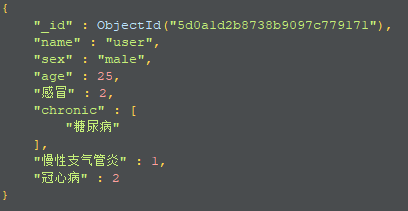 {
"_id" : ObjectId("5d0a1d2b8738b9097c779171"),
"name" : "user",
"sex" : "male",
"age" : 25,
"感冒" : 2,
"chronic" : [
"糖尿病"
],
"慢性支气管炎" : 1,
"冠心病" : 2
}